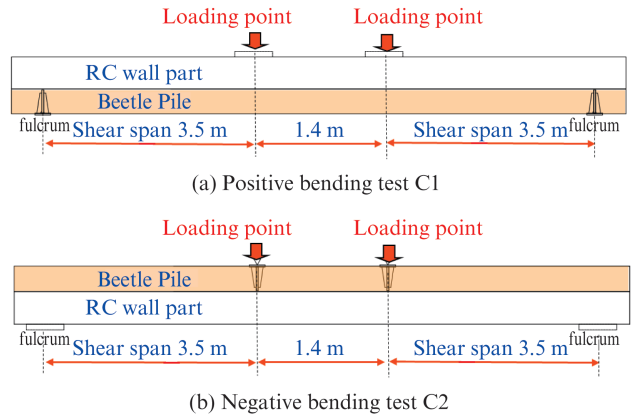 Loading point Loading point
RC wall part
Beetle Pile
fulcrum fulcrum
Shear span 3.5 m 1.4 m Shear span 3.5 m
(a) Positive bending test C1
Loading point Loading point
Beetle Pile
RC wall part
fulcrum fulcrum
Shear span 3.5 m 1.4 m Shear span 3.5 m
(b) Negative bending test C2